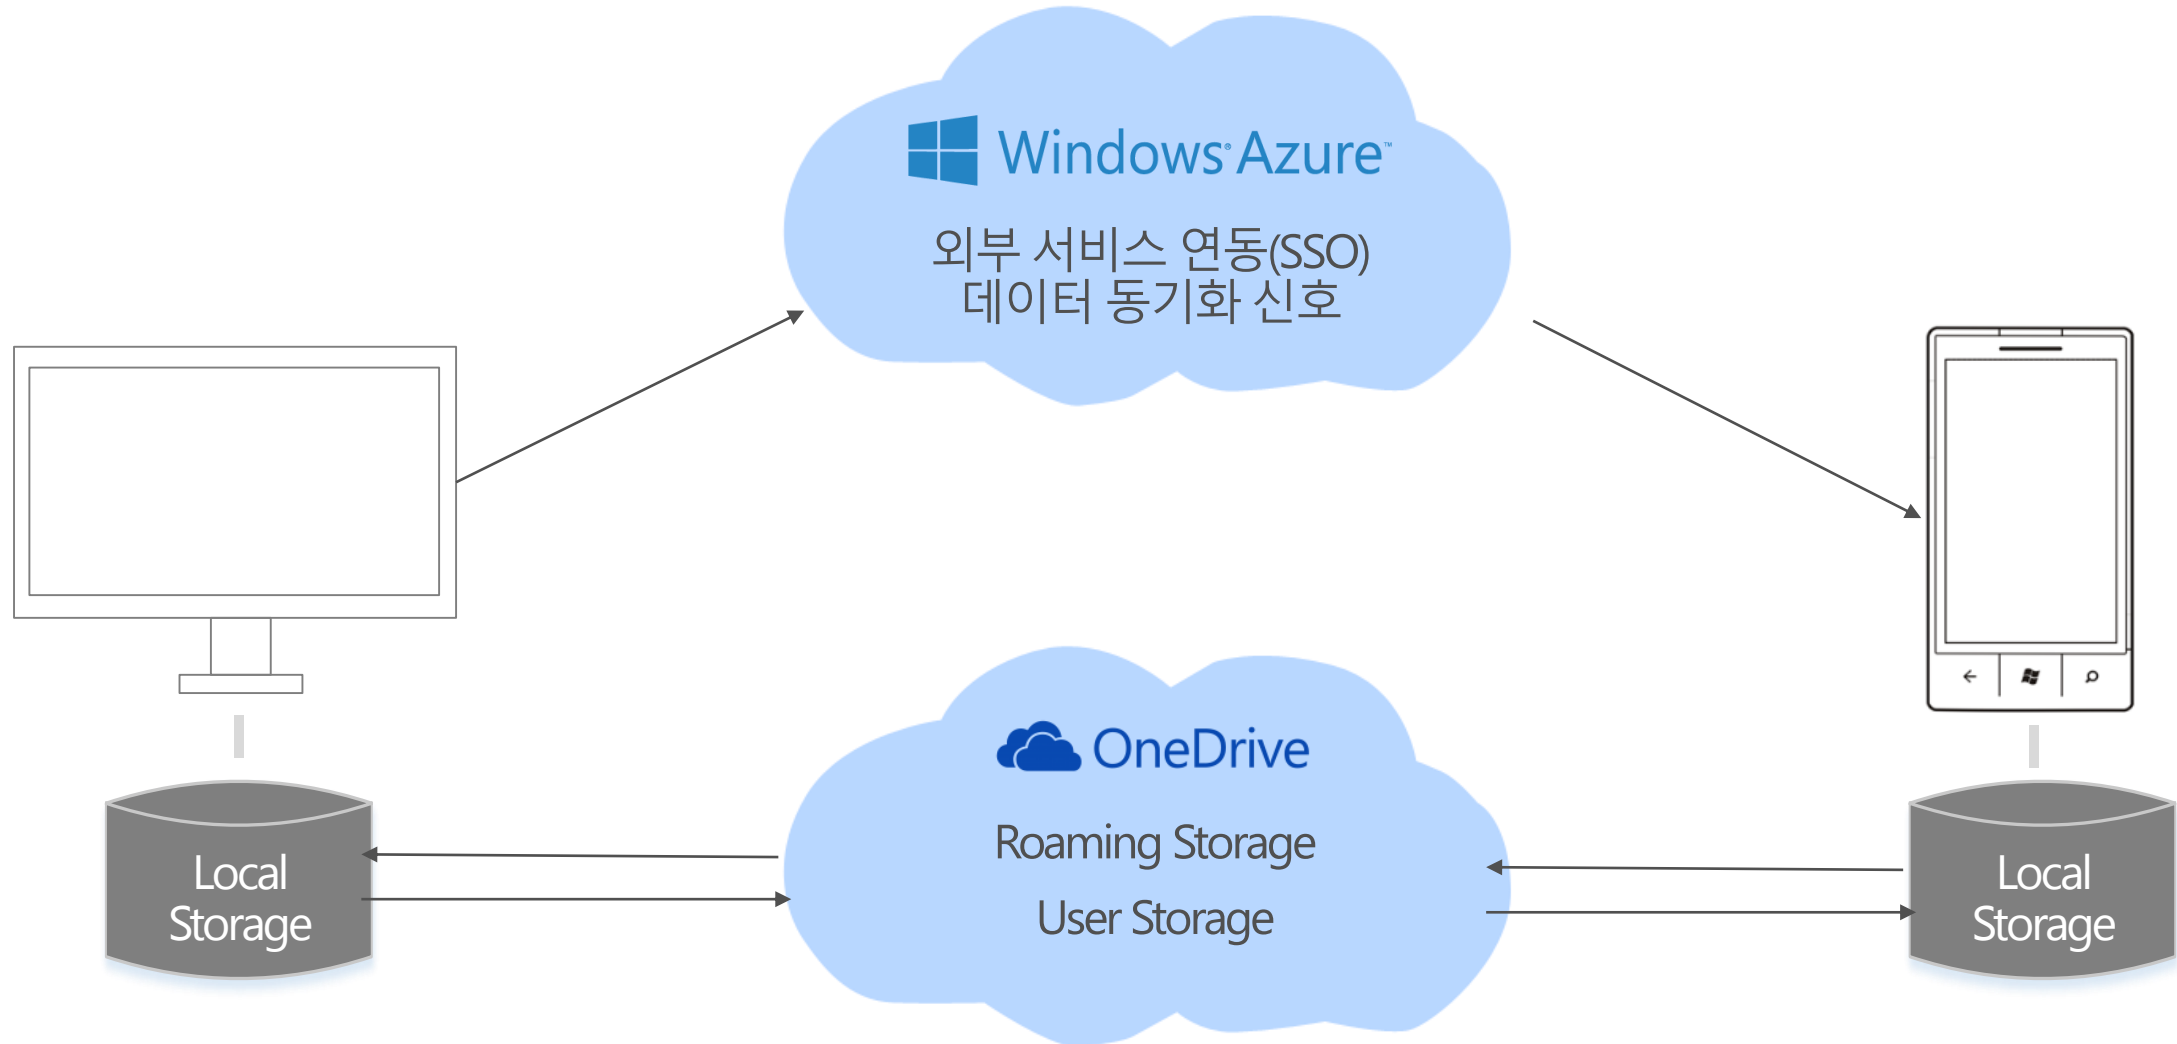 Windows® Azure™
외부 서비스 연동(SSO)
데이터 동기화 신호
OneDrive
Roaming Storage
User Storage
Local
Storage
Local
Storage